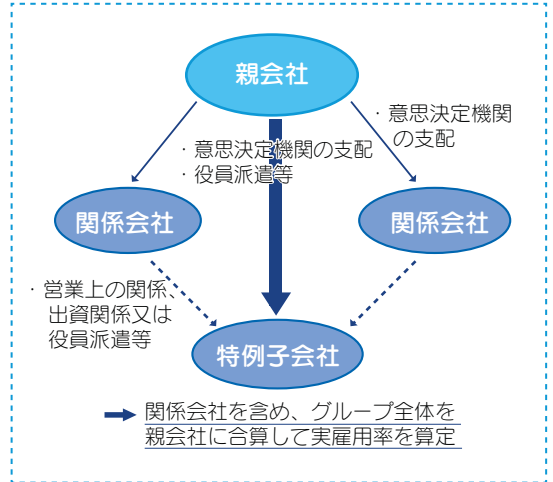 親会社
・意思決定機関
の支配
・意思決定機関の支配
・役員派遣等
関係会社
関係会社
・営業上の関係、
出資関係又は
役員派遣等
特例子会社
関係会社を含め、グループ全体を
親会社に合算して実雇用率を算定